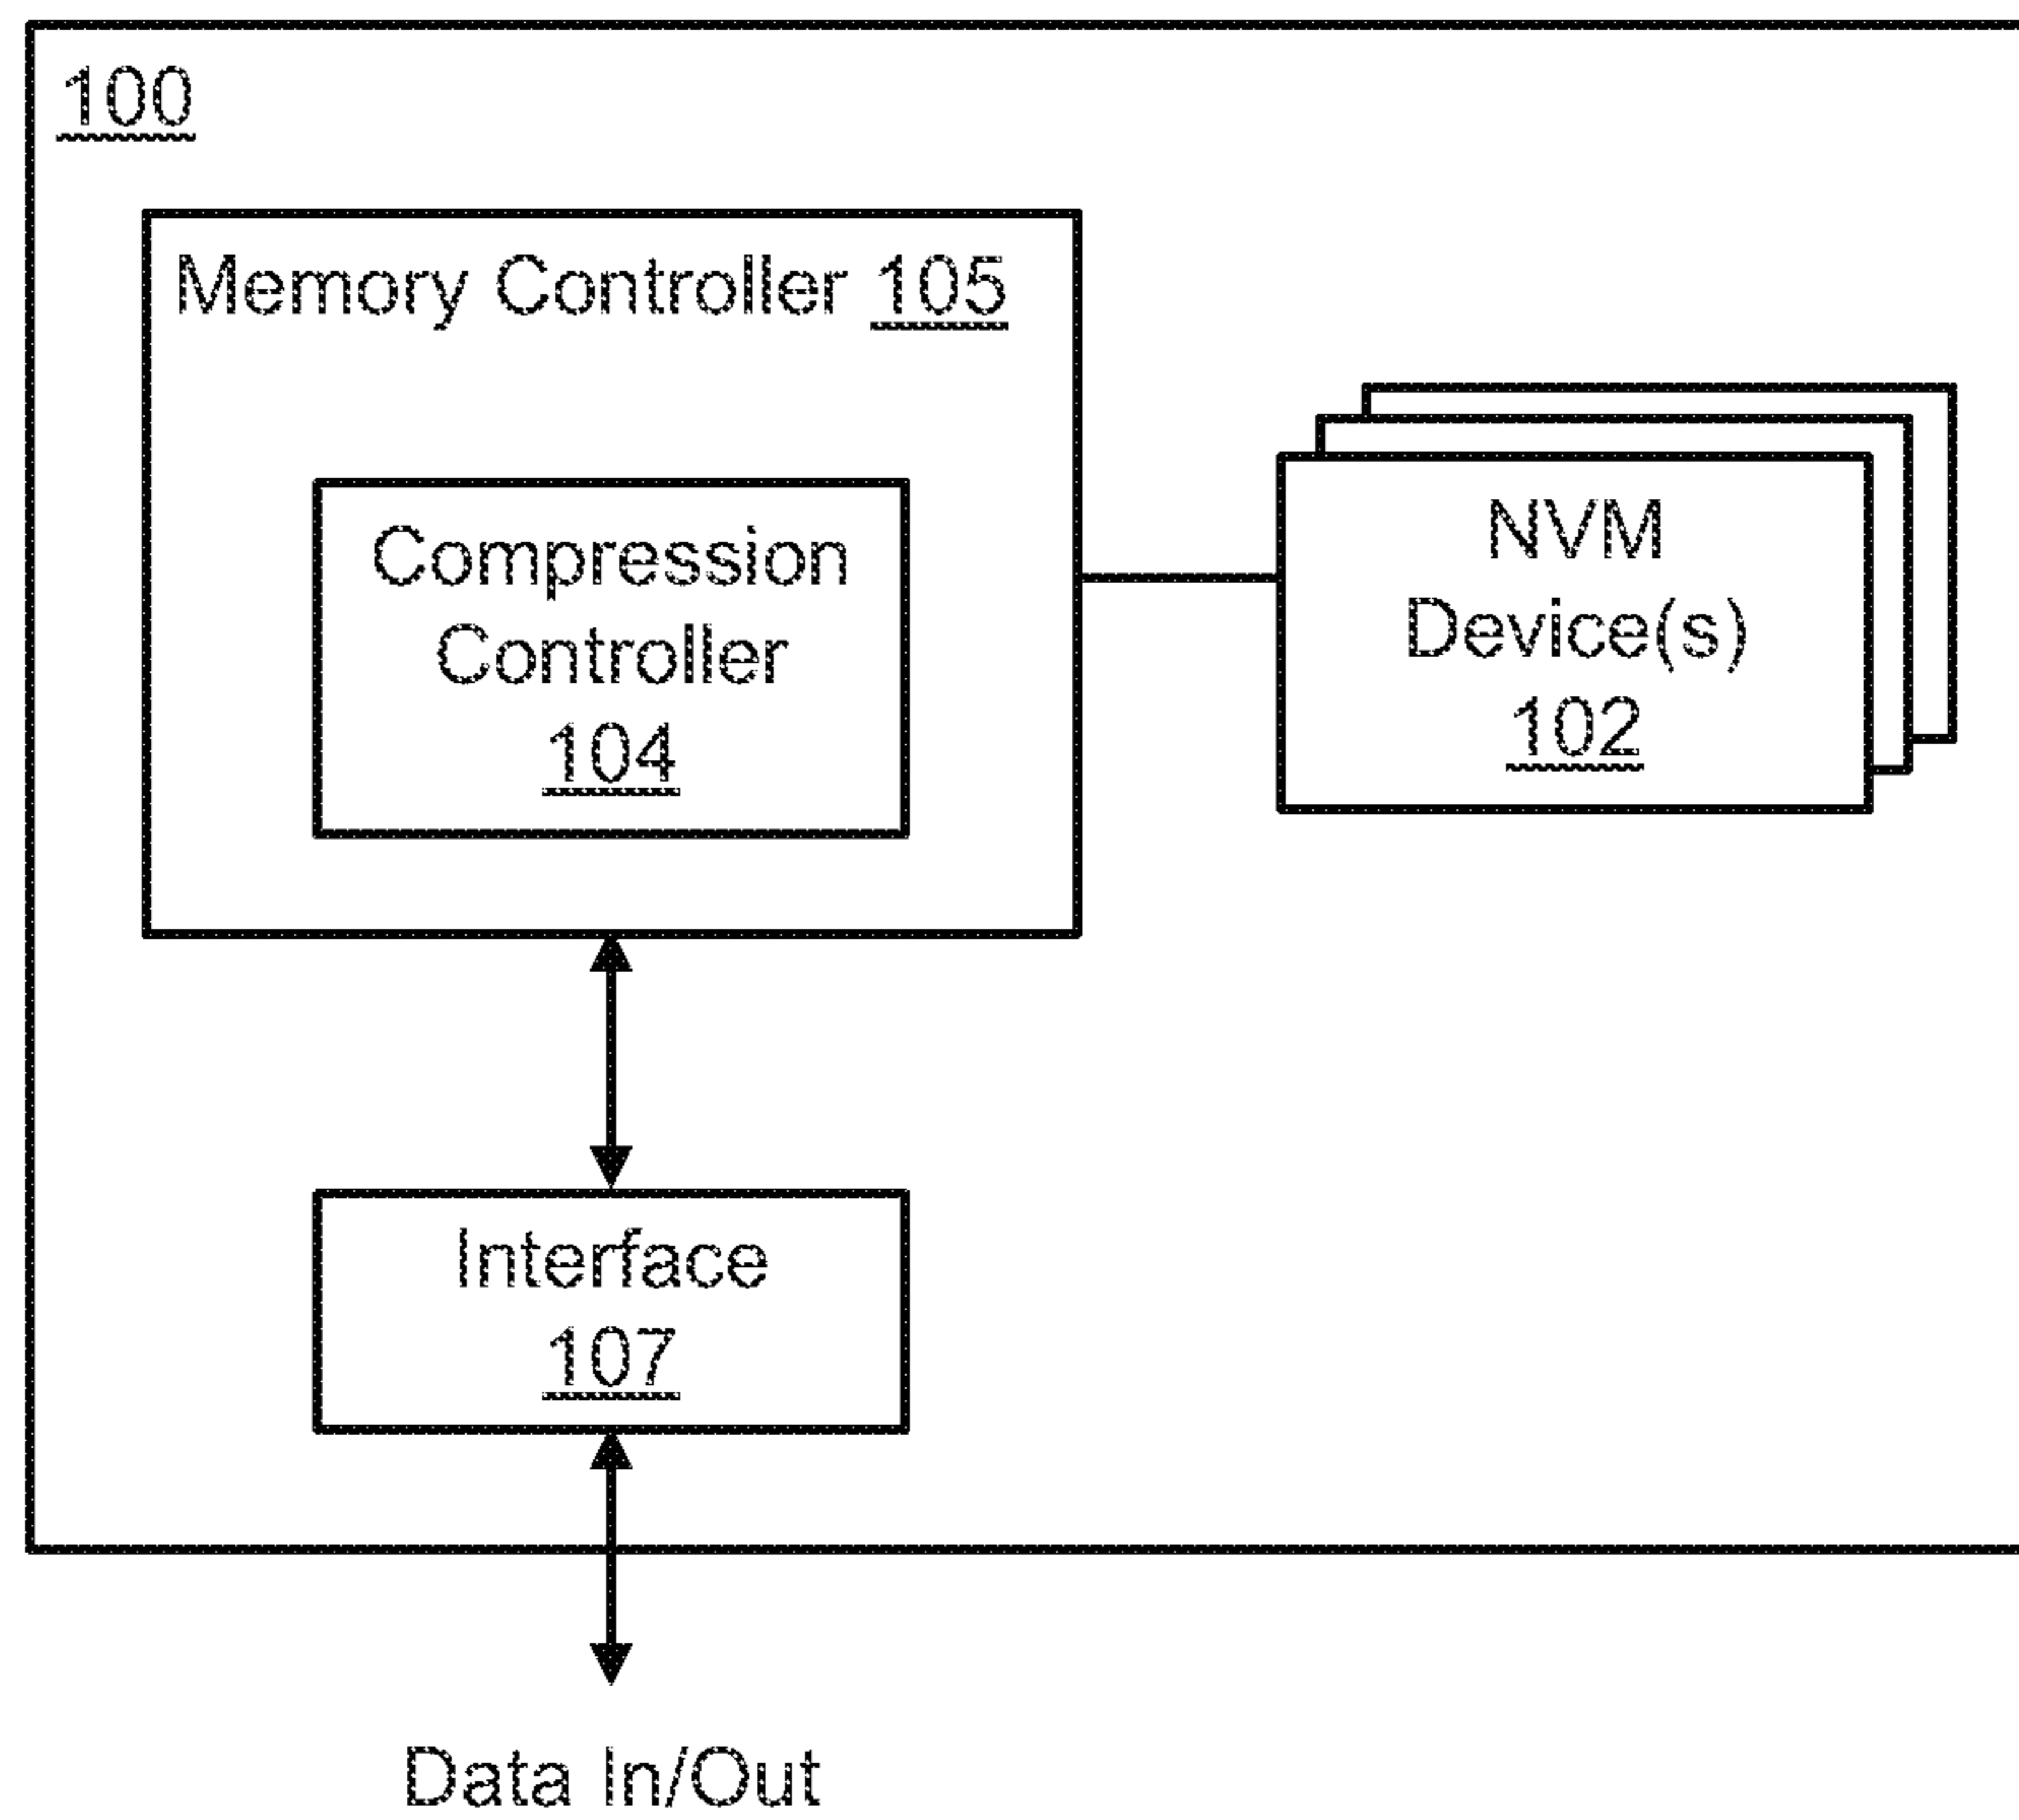 100
Memory Controller 105
Compression
Controller
104
NVM
Device(s)
102
Interface
107
Data In/Out